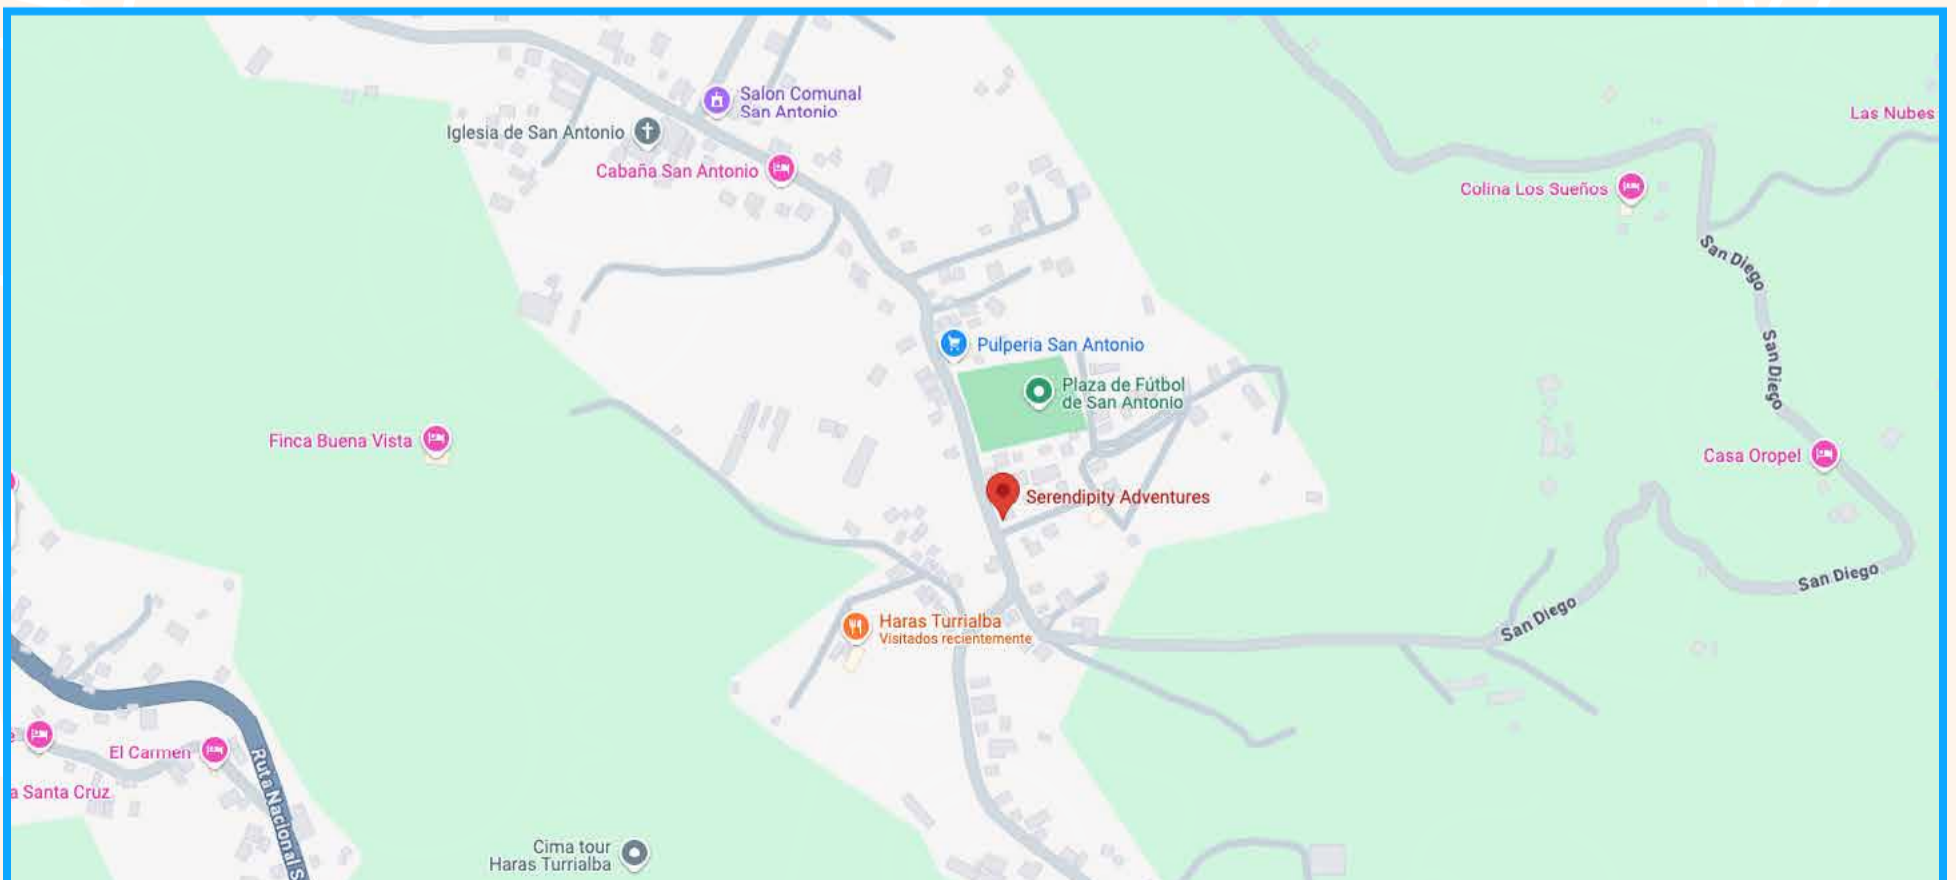 Salon Comunal
San Antonio
Las Nubes
Iglesia de San Antonio
Cabaña San Antonio
Colina Los Sueños
San Diego
San Diego
Pulperia San Antonio
Plaza de Fútbol
de San Antonio
Finca Buena Vista
Casa Oropel
Serendipity Adventures
San Diego
San Diego
Haras Turrialba
Visitados recientemente
e
El Carmen
Ruta Nacional S
a Santa Cruz
Cima tour
Haras Turrialba